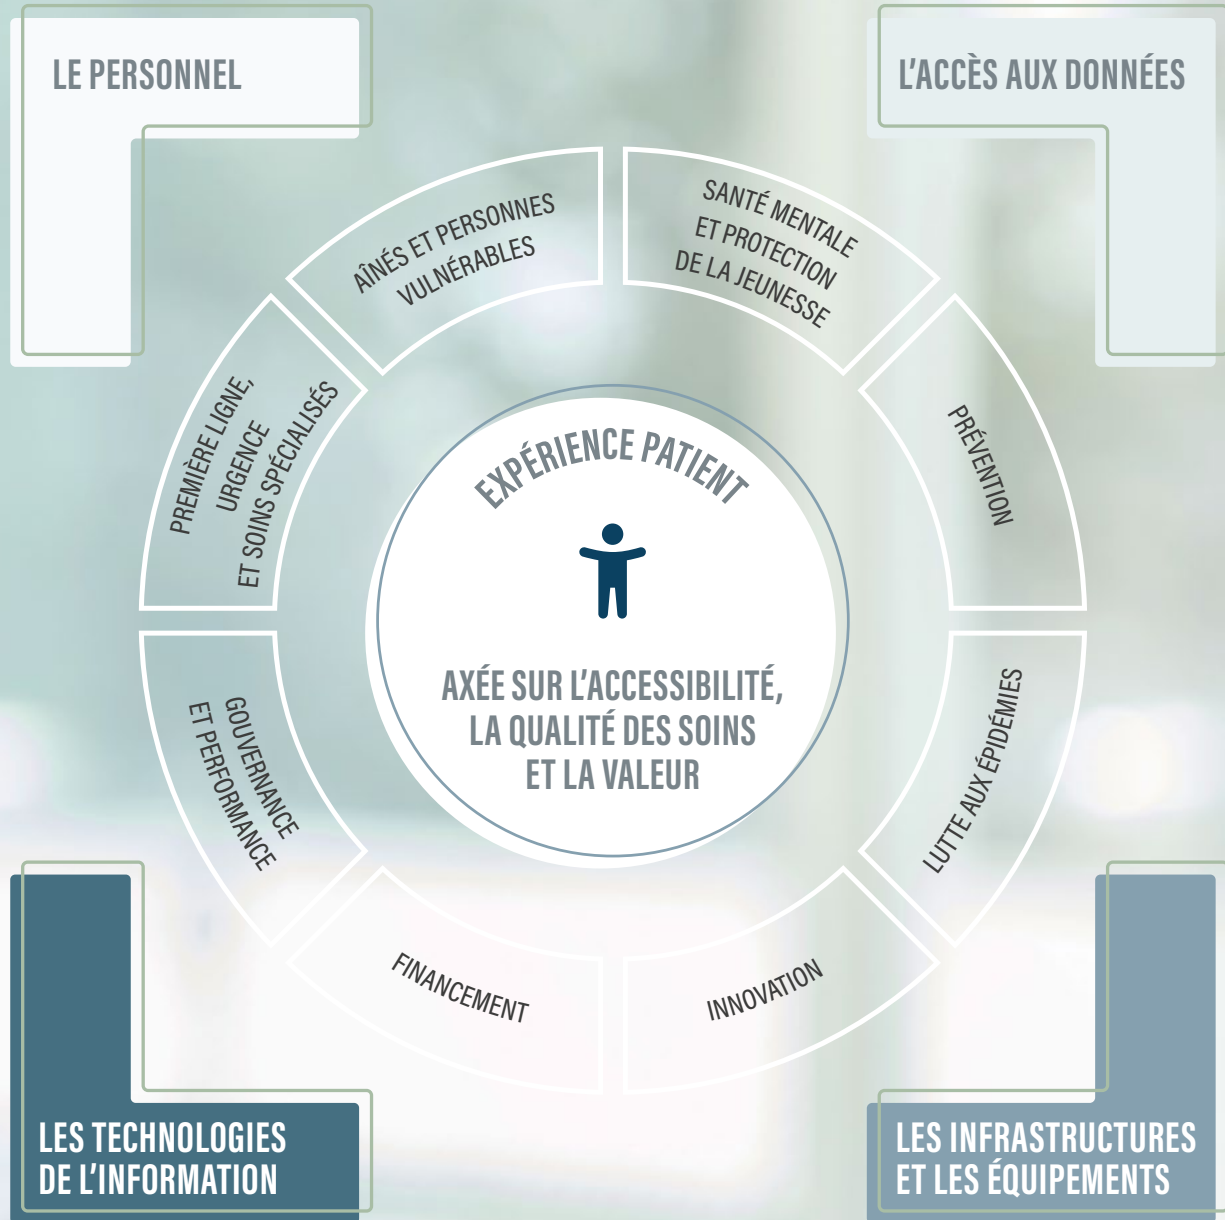 LE PERSONNEL
L'ACCÈS AUX DONNÉES
AÎNÉS ET PERSONNES
VULNÉRABLES
SANTÉ MENTALE
ET PROTECTION
DE LA JEUNESSE
PREMIÈRE LIGNE,
URGENCE
ET SOINS SPÉCIALISÉS
PRÉVENTION
EXPÉRIENCE PATIENT
AXÉE SUR L'ACCESSIBILITÉ,
LA QUALITÉ DES SOINS
ET LA VALEUR
GOUVERNANCE
ET PERFORMANCE
LUTTE AUX ÉPIDÉMIES
FINANCEMENT
INNOVATION
LES TECHNOLOGIES
DE L'INFORMATION
LES INFRASTRUCTURES
ET LES ÉQUIPEMENTS